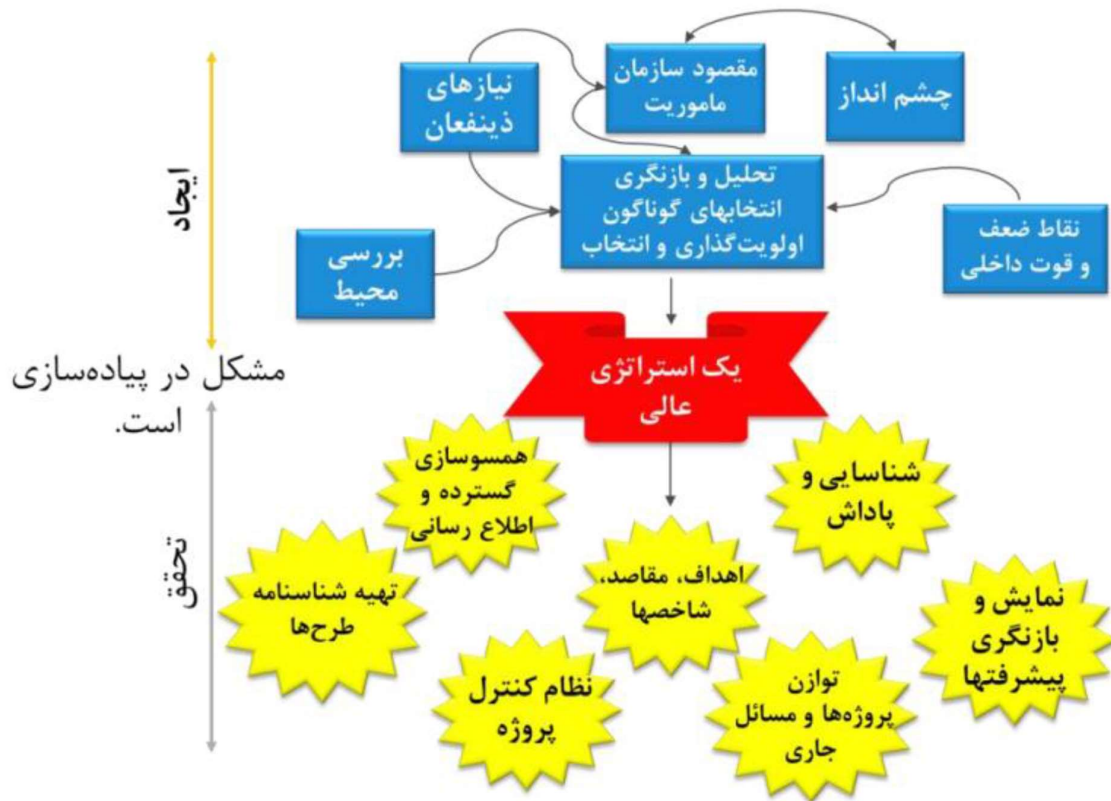 مقصود سازمان
ماموریت
چشم انداز
نیازهای
ذینفعان
تحلیل و بازنگری
انتخابهای گوناگون
اولویت‌گذاری و انتخاب
نقاط ضعف
و قوت داخلی
بررسی
محیط
ایجاد
یک استراتژی
عالی
مشکل در پیاده‌سازی
است.
تحقق
شناسایی و
پاداش
همسوسازی
گسترده و
اطلاع رسانی
اهداف، مقاصد،
شاخصها
تهیه شناسنامه
طرح‌ها
نمایش و
بازنگری
پیشرفتها
نظام کنترل
پروژه
توازن
پروژه‌ها و مسائل
جاری